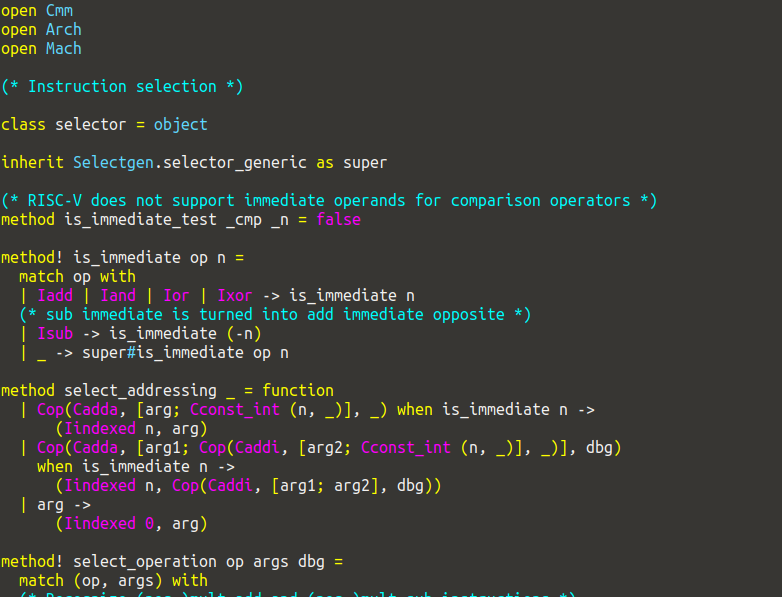 open Cmm
open Arch
open Mach
(* Instruction selection *)
class selector = object
inherit Selectgen.selector_generic as super
(* RISC-V does not support immediate operands for comparison operators *)
method is_immediate_test _cmp _n = false
method! is_immediate op n =
  match op with
  | Iadd | Iand | Ior | Ixor -> is_immediate n
  (* sub immediate is turned into add immediate opposite *)
  | Isub -> is_immediate (-n)
  | _ -> super#is_immediate op n
method select_addressing _ = function
  | Cop(Cadda, [arg; Cconst_int (n, _)], _) when is_immediate n ->
      (Iindexed n, arg)
  | Cop(Cadda, [arg1; Cop(Caddi, [arg2; Cconst_int (n, _)], _)], dbg)
    when is_immediate n ->
      (Iindexed n, Cop(Caddi, [arg1; arg2], dbg))
  | arg ->
      (Iindexed 0, arg)
method! select_operation op args dbg =
  match (op, args) with